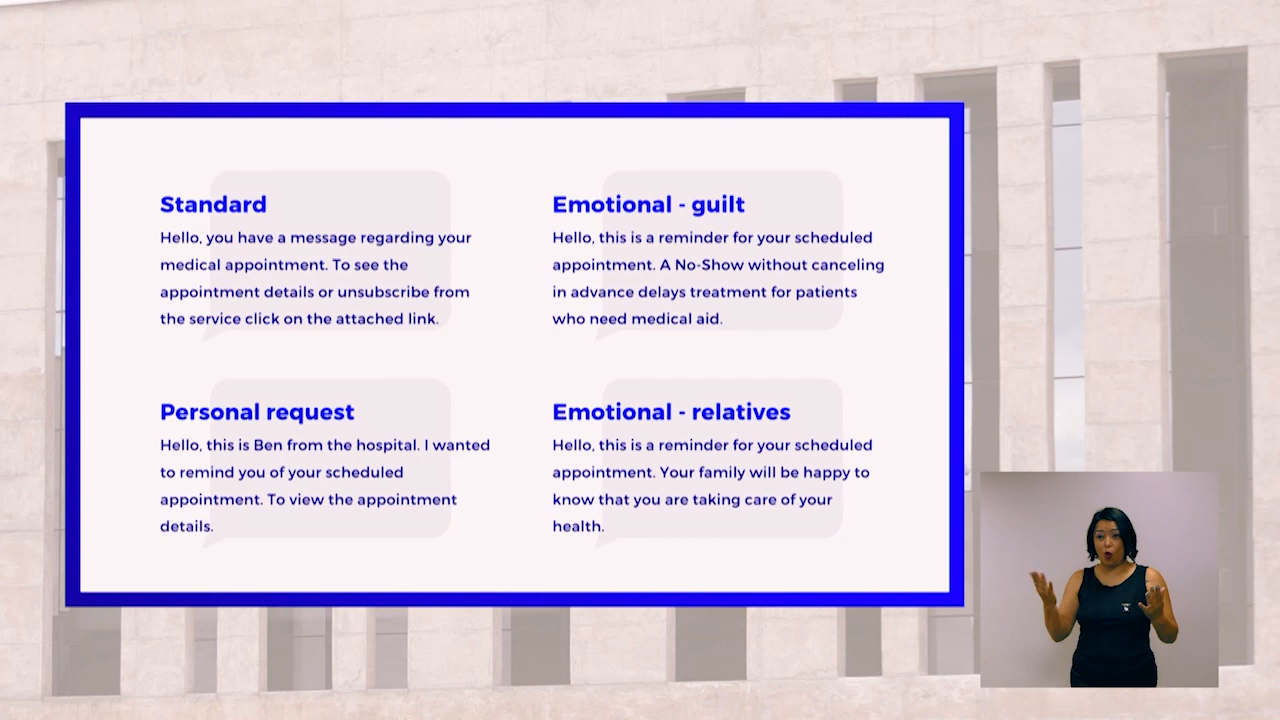 Standard
Hello, you have a message regarding your
medical appointment. To see the
appointment details or unsubscribe from
the service click on the attached link.
Emotional - guilt
Hello, this is a reminder for your scheduled
appointment. A No-Show without canceling
in advance delays treatment for patients
who need medical aid.
Personal request
Hello, this is Ben from the hospital. I wanted
to remind you of your scheduled
appointment. To view the appointment
details.
Emotional - relatives
Hello, this is a reminder for your scheduled
appointment. Your family will be happy to
know that you are taking care of your
health.